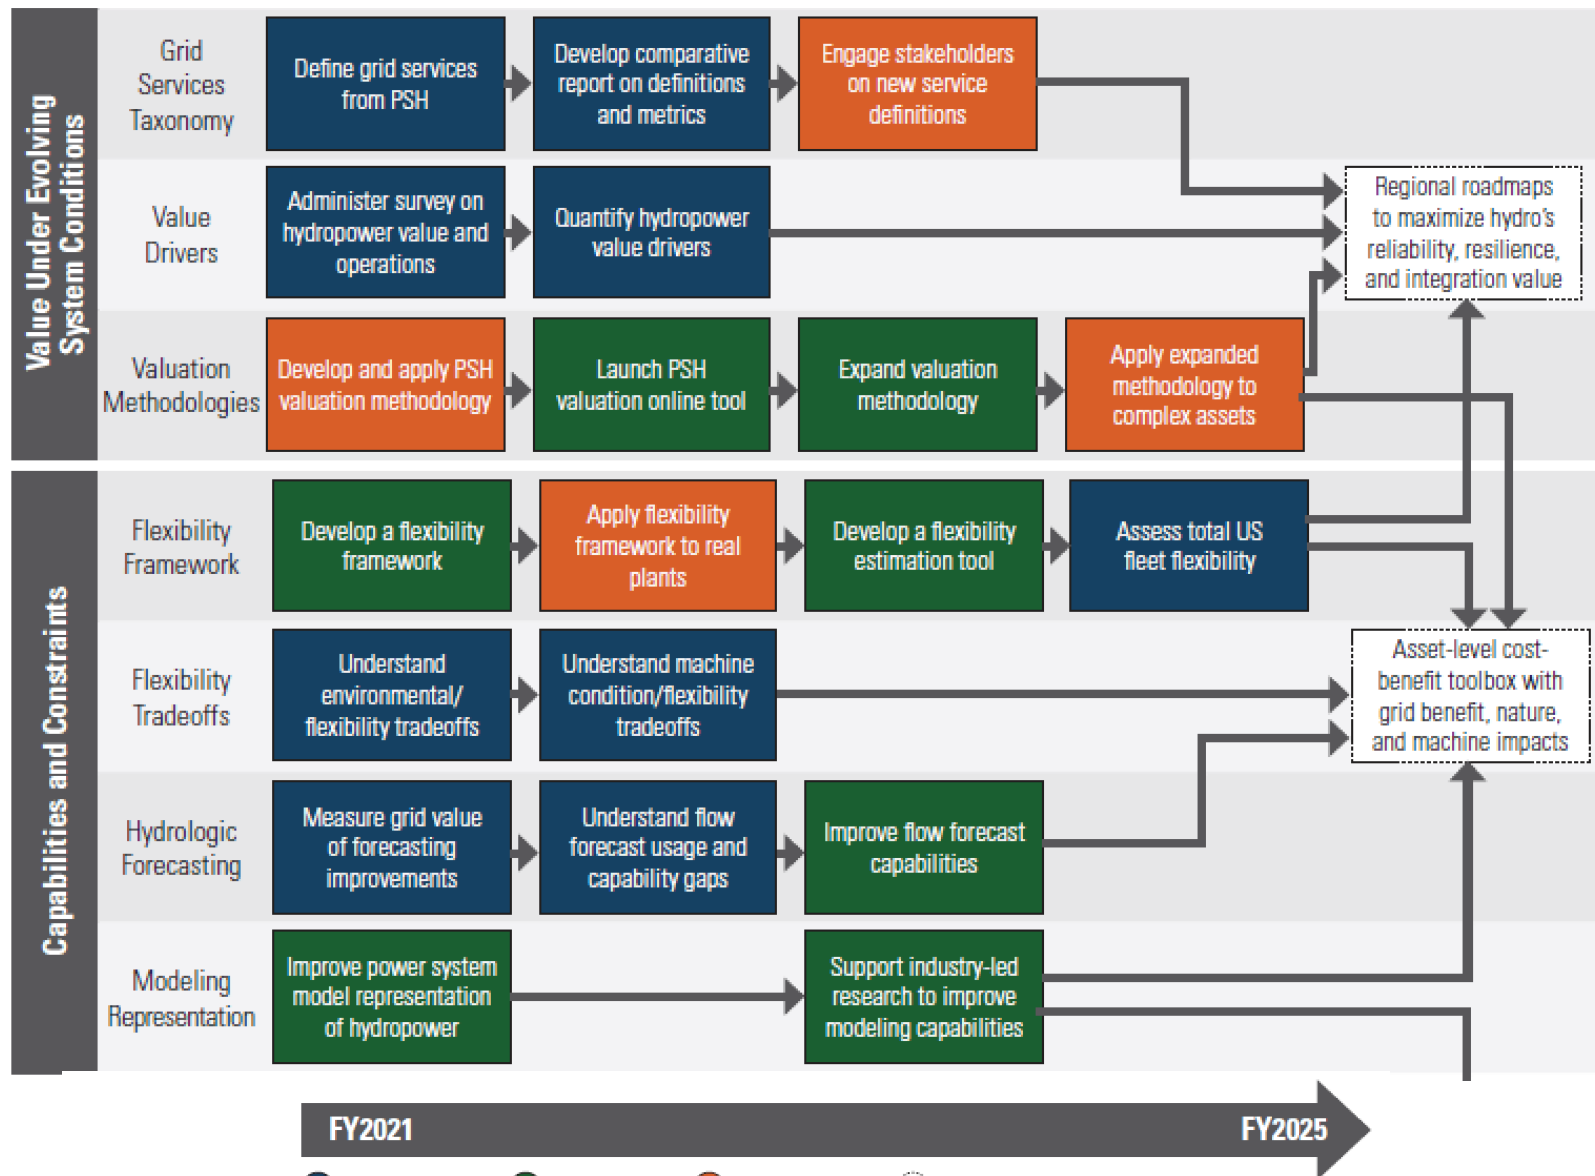 Value Under Evolving
System Conditions
Grid
Services
Taxonomy
Define grid services
from PSH
Develop comparative
report on definitions
and metrics
Engage stakeholders
on new service
definitions
Value
Drivers
Administer survey on
hydropower value and
operations
Quantify hydropower
value drivers
Regional roadmaps
to maximize hydro's
reliability, resilience,
and integration value
Valuation
Methodologies
Develop and apply PSH
valuation methodology
Launch PSH
valuation online tool
Expand valuation
methodology
Apply expanded
methodology to
complex assets
Capabilities and Constraints
Flexibility
Framework
Develop a flexibility
framework
Apply flexibility
framework to real
plants
Develop a flexibility
estimation tool
Assess total US
fleet flexibility
Flexibility
Tradeoffs
Understand
environmental/
flexibility tradeoffs
Understand machine
condition/flexibility
tradeoffs
Asset-level cost-
benefit toolbox with
grid benefit, nature,
and machine impacts
Hydrologic
Forecasting
Measure grid value
of forecasting
improvements
Understand flow
forecast usage and
capability gaps
Improve flow forecast
capabilities
Modeling
Representation
Improve power system
model representation
of hydropower
Support industry-led
research to improve
modeling capabilities
FY2021
FY2025